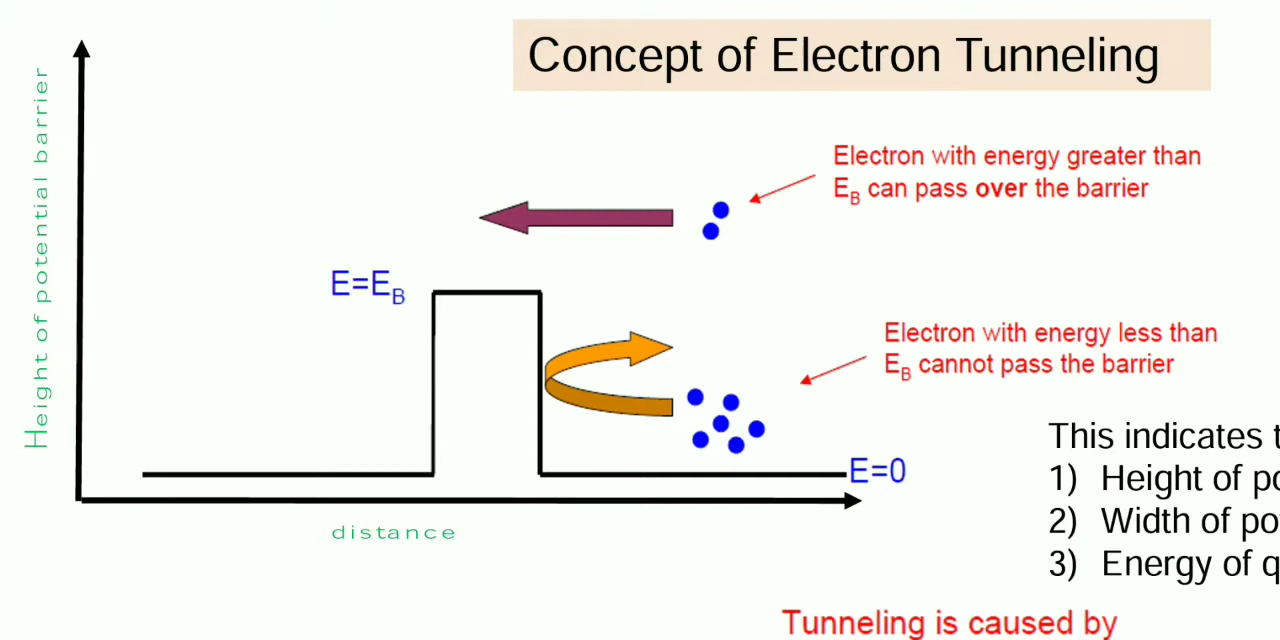 Concept of Electron Tunneling
Height of potential barrier
Electron with energy greater than
EB can pass over the barrier
E=EB
Electron with energy less than
EB cannot pass the barrier
This indicates
1) Height of
2) Width of
3) Energy of
E=0
distance
Tunneling is caused by